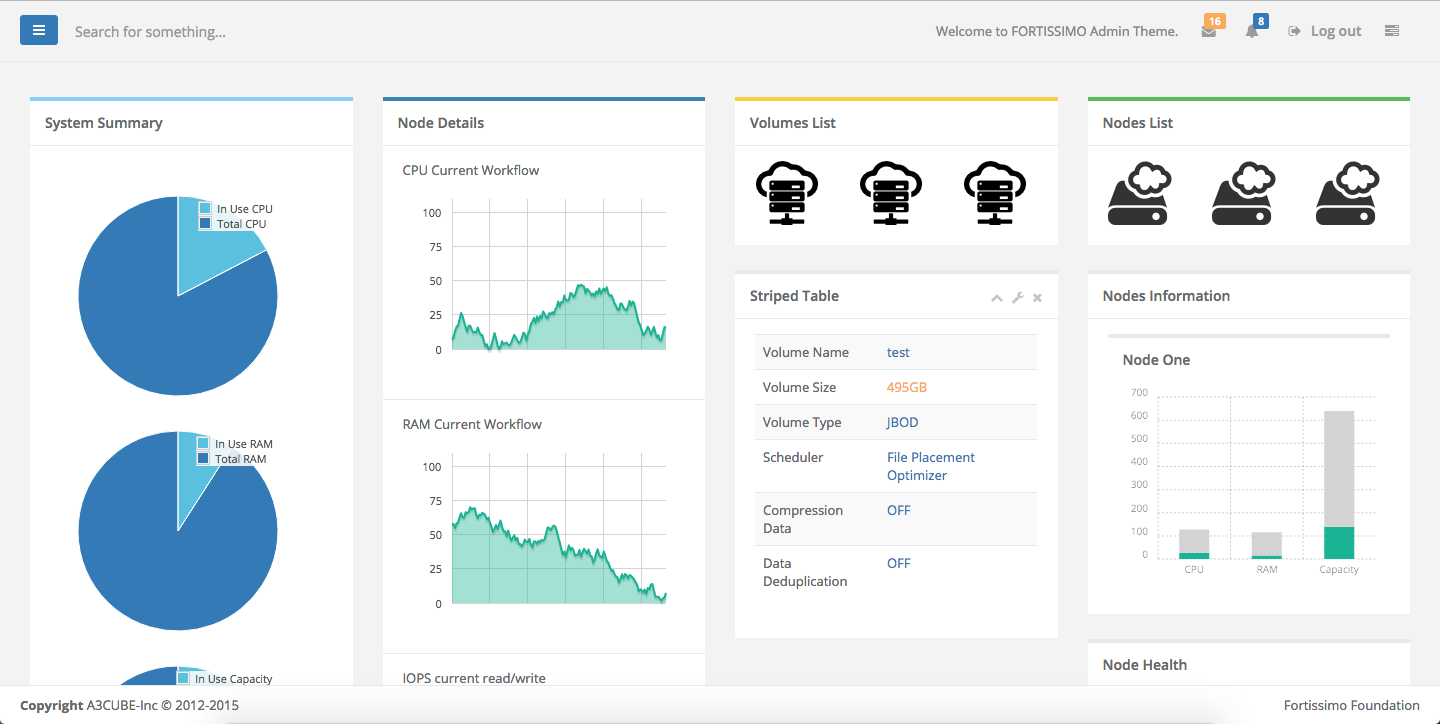 Search for something...
Welcome to FORTISSIMO Admin Theme.
16
8
Log out
System Summary
In Use CPU
Total CPU
In Use RAM
Total RAM
In Use Capacity
Node Details
CPU Current Workflow
100
75
50
25
0
RAM Current Workflow
100
75
50
25
0
IOPS current read/write
Volumes List
Striped Table
Volume Name test
Volume Size 495GB
Volume Type JBOD
Scheduler File Placement
Optimizer
Compression OFF
Data
Data OFF
Deduplication
Nodes List
Nodes Information
Node One
700
600
500
400
300
200
100
0
CPU RAM Capacity
Node Health
Copyright A3CUBE-Inc © 2012-2015
Fortissimo Foundation